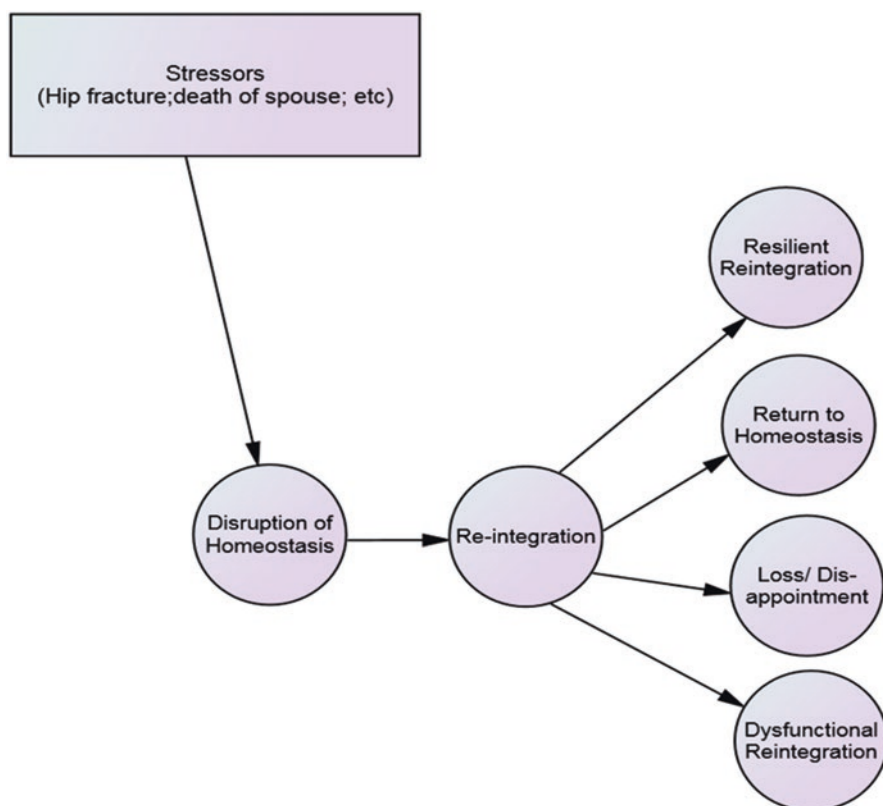 Stressors
(Hip fracture;death of spouse; etc)
Resilient
Reintegration
Return to
Homeostasis
Disruption of
Homeostasis
Re-integration
Loss/ Dis-
appointment
Dysfunctional
Reintegration